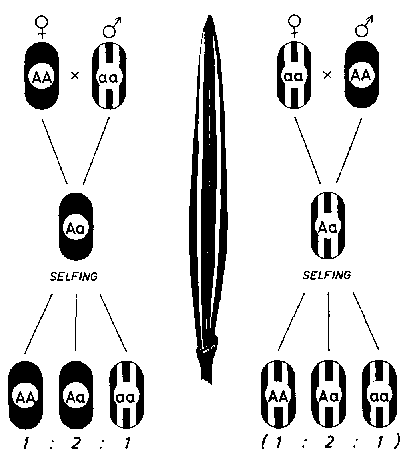 ♀ ♂ ♀ ♂
AA × aa aa × AA
Aa Aa
SELFING SELFING
AA Aa aa AA Aa aa
1 : 2 : 1 (1 : 2 : 1)